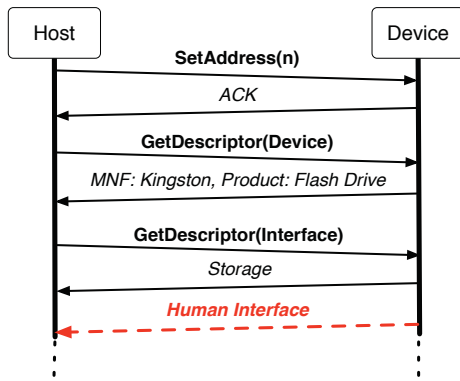 Host
Device
SetAddress(n)
ACK
GetDescriptor(Device)
MNF: Kingston, Product: Flash Drive
GetDescriptor(Interface)
Storage
Human Interface